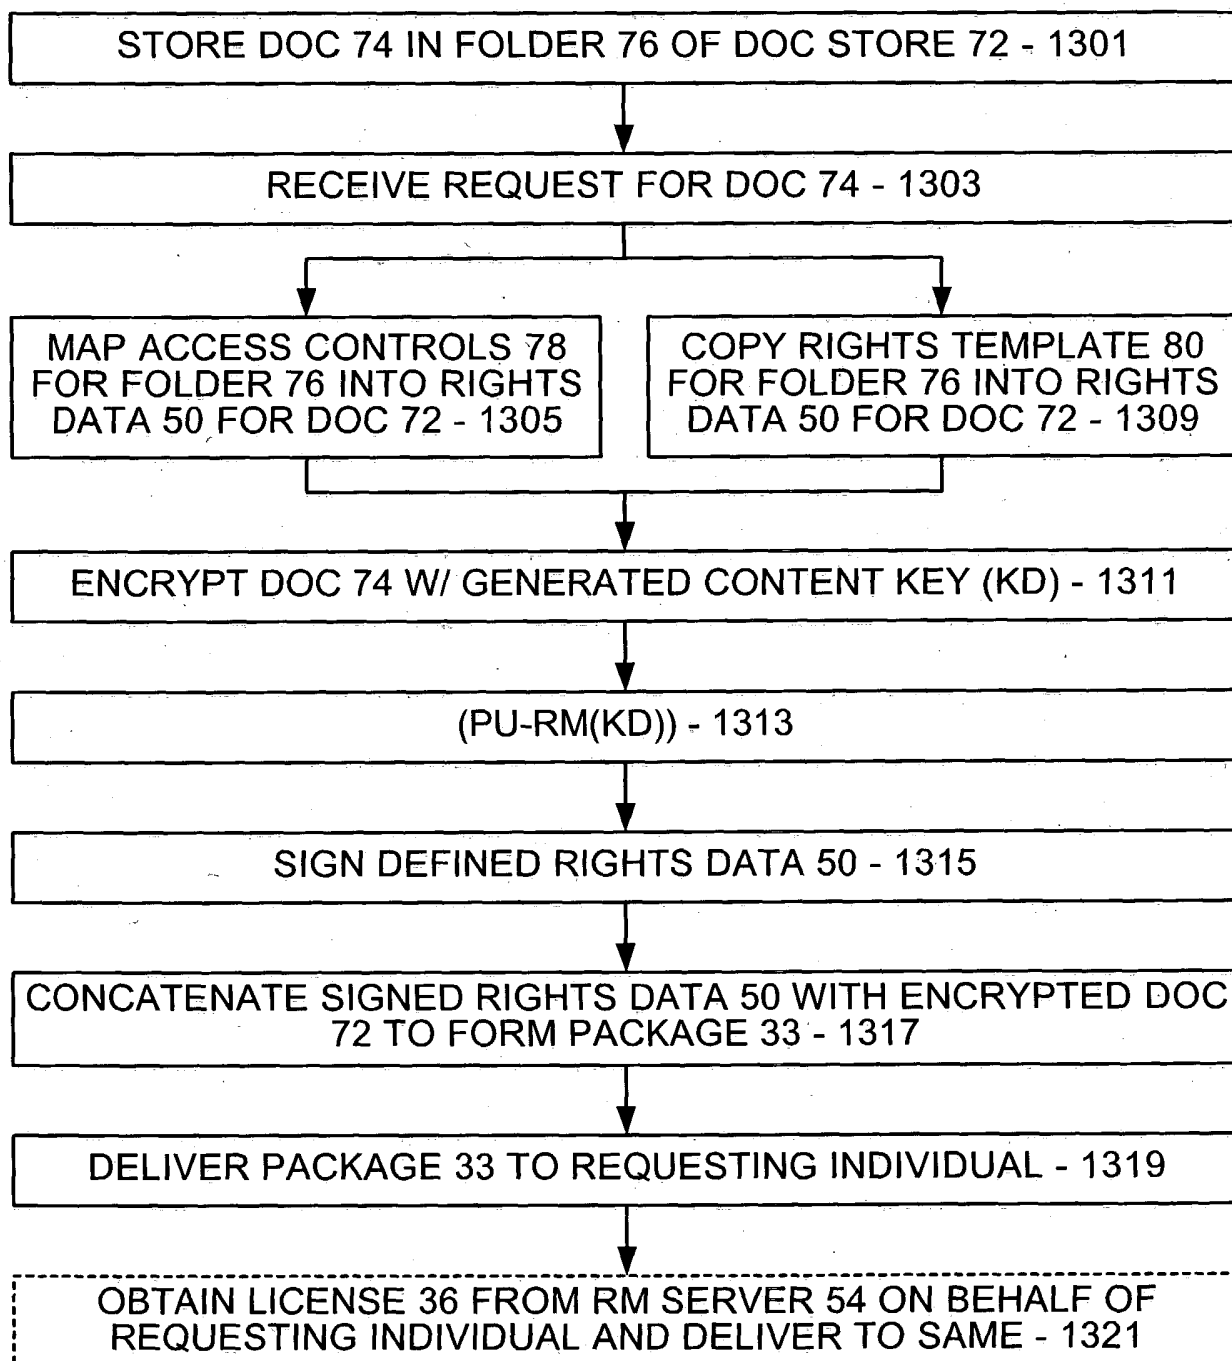 STORE DOC 74 IN FOLDER 76 OF DOC STORE 72 - 1301
RECEIVE REQUEST FOR DOC 74 - 1303
MAP ACCESS CONTROLS 78
FOR FOLDER 76 INTO RIGHTS
DATA 50 FOR DOC 72 - 1305
COPY RIGHTS TEMPLATE 80
FOR FOLDER 76 INTO RIGHTS
DATA 50 FOR DOC 72 - 1309
ENCRYPT DOC 74 W/ GENERATED CONTENT KEY (KD) - 1311
(PU-RM(KD)) - 1313
SIGN DEFINED RIGHTS DATA 50 - 1315
CONCATENATE SIGNED RIGHTS DATA 50 WITH ENCRYPTED DOC
72 TO FORM PACKAGE 33 - 1317
DELIVER PACKAGE 33 TO REQUESTING INDIVIDUAL - 1319
OBTAIN LICENSE 36 FROM RM SERVER 54 ON BEHALF OF
REQUESTING INDIVIDUAL AND DELIVER TO SAME - 1321